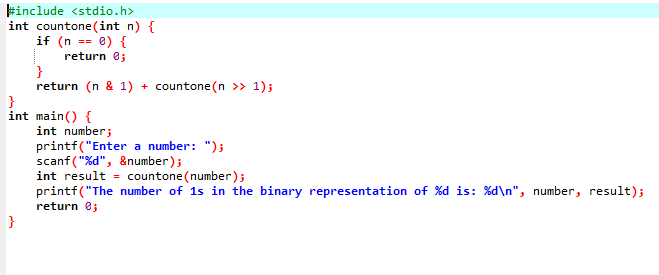 #include <stdio.h>
int countone(int n) {
    if (n == 0) {
        return 0;
    }
    return (n & 1) + countone(n >> 1);
}
int main() {
    int number;
    printf("Enter a number: ");
    scanf("%d", &number);
    int result = countone(number);
    printf("The number of 1s in the binary representation of %d is: %d\n", number, result);
    return 0;
}